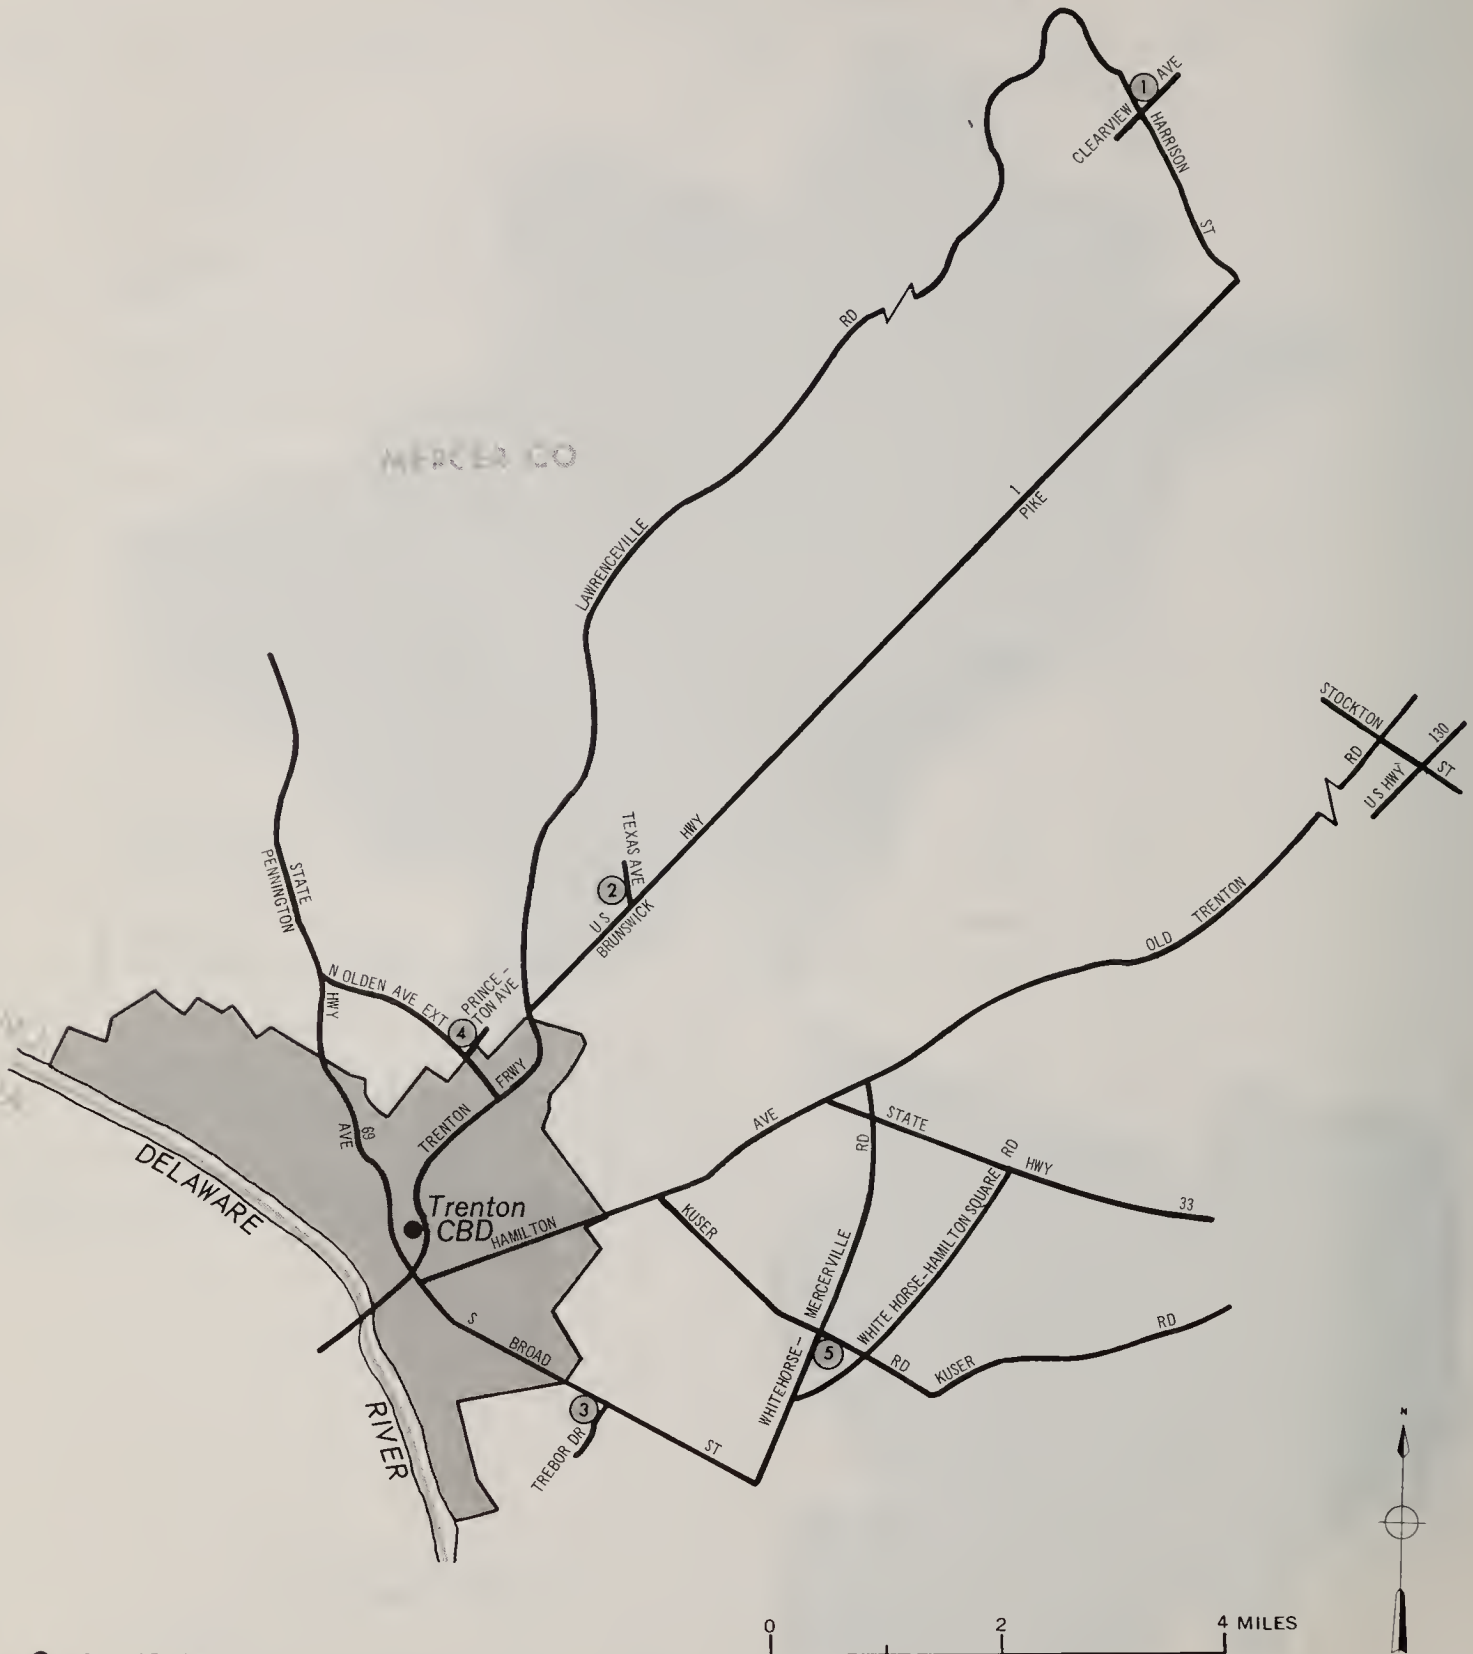 1
AVE
CLEARVIEW
HARRISON
ST
RD
MERCER CO
1
PIKE
LAWRENCEVILLE
STOCKTON
130
RD
ST
U S HWY
TEXAS AVE
HWY
2
U.S.
BRUNSWICK
STATE
PENNINGTON
TRENTON
OLD
N OLDEN AVE EXT
HWY
PRINCE-
TON AVE
4
FRWY
TRENTON
AVE
STATE
RD
RD
HWY
33
69
AVE
DELAWARE
Trenton
CBD
HAMILTON
KUSER
MERCERVILLE
WHITE HORSE-HAMILTON SQUARE
S
BROAD
WHITEHORSE-
5
RD
KUSER
RD
3
TREBOR DR
ST
RIVER
N
0 2 4 MILES